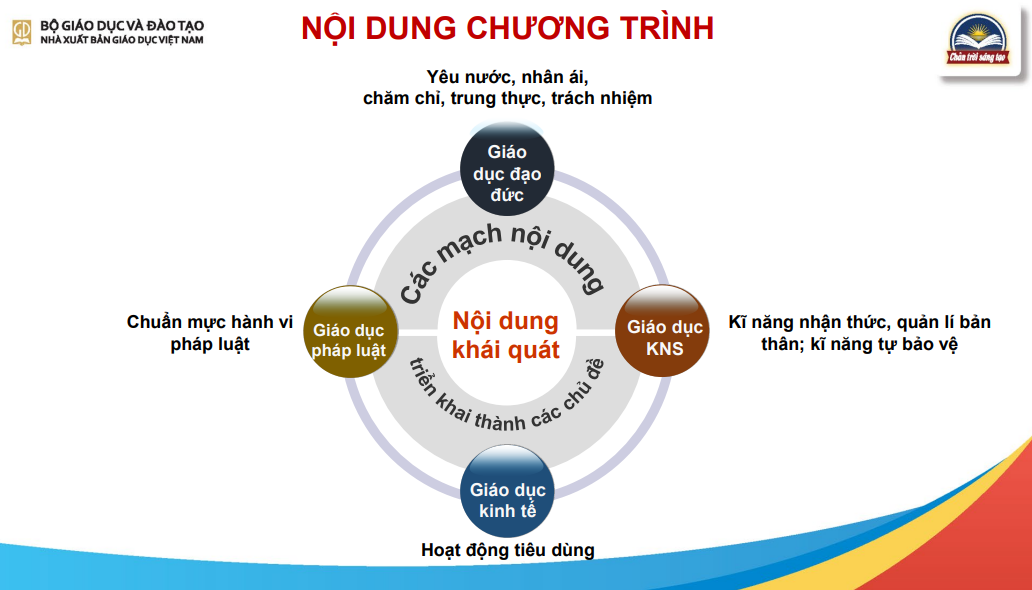 BỘ GIÁO DỤC VÀ ĐÀO TẠO
NHÀ XUẤT BẢN GIÁO DỤC VIỆT NAM
NỘI DUNG CHƯƠNG TRÌNH
Chân trời sáng tạo
Yêu nước, nhân ái,
chăm chỉ, trung thực, trách nhiệm
Giáo
dục đạo
đức
Các mạch nội dung
Chuẩn mực hành vi
pháp luật
Giáo dục
pháp luật
Nội dung
khái quát
Giáo dục
KNS
Kĩ năng nhận thức, quản lí bản
thân; kĩ năng tự bảo vệ
triển khai thành các chủ đề
Giáo dục
kinh tế
Hoạt động tiêu dùng